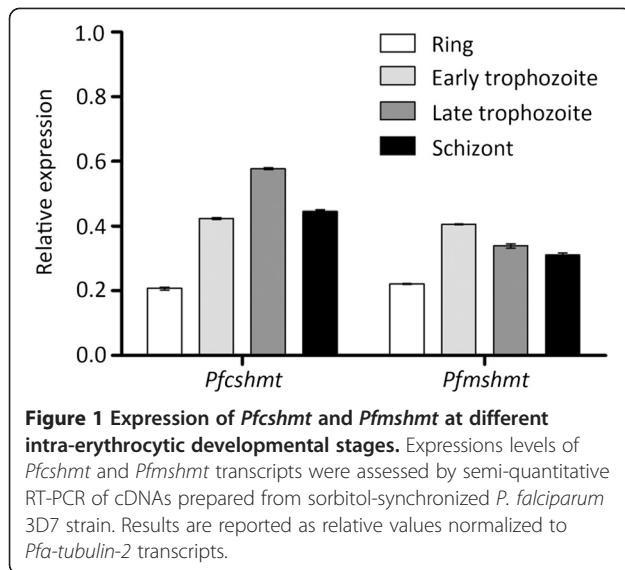 Relative expression
1.0
0.8
0.6
0.4
0.2
0.0
Ring
Early trophozoite
Late trophozoite
Schizont
Pfcshmt
Pfmshmt
Figure 1 Expression of Pfcshmt and Pfmshmt at different
intra-erythrocytic developmental stages. Expressions levels of
Pfcshmt and Pfmshmt transcripts were assessed by semi-quantitative
RT-PCR of cDNAs prepared from sorbitol-synchronized P. falciparum
3D7 strain. Results are reported as relative values normalized to
Pfα-tubulin-2 transcripts.